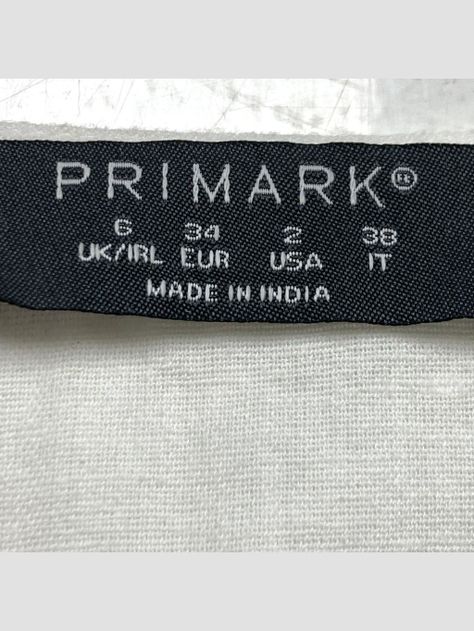 PRIMARK®
6 34 2 38
UK/IRL EUR USA IT
MADE IN INDIA